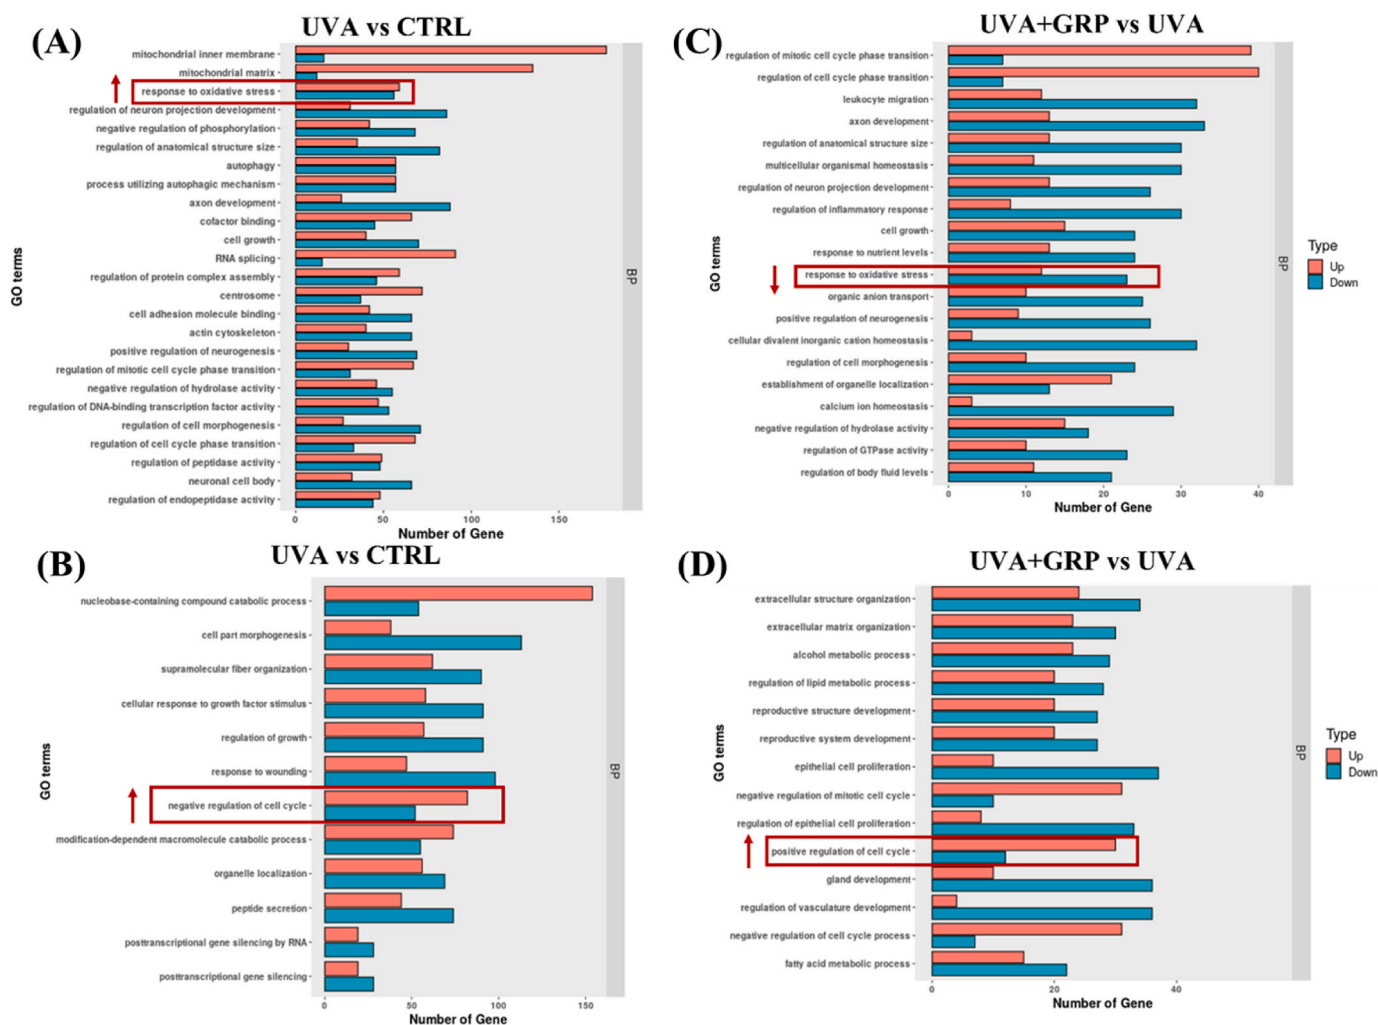 (A)
UVA vs CTRL
mitochondrial inner membrane
mitochondrial matrix
response to oxidative stress
regulation of neuron projection development
negative regulation of phosphorylation
regulation of anatomical structure size
autophagy
process utilizing autophagic mechanism
axon development
cofactor binding
cell growth
RNA splicing
regulation of protein complex assembly
centrosome
cell adhesion molecule binding
actin cytoskeleton
positive regulation of neurogenesis
regulation of mitotic cell cycle phase transition
negative regulation of hydrolase activity
regulation of DNA-binding transcription factor activity
regulation of cell morphogenesis
regulation of cell cycle phase transition
regulation of peptidase activity
neuronal cell body
regulation of endopeptidase activity
GO terms
BP
0 50 100 150
Number of Gene
(C)
UVA+GRP vs UVA
regulation of mitotic cell cycle phase transition
regulation of cell cycle phase transition
leukocyte migration
axon development
regulation of anatomical structure size
multicellular organismal homeostasis
regulation of neuron projection development
regulation of inflammatory response
cell growth
response to nutrient levels
response to oxidative stress
organic anion transport
positive regulation of neurogenesis
cellular divalent inorganic cation homeostasis
regulation of cell morphogenesis
establishment of organelle localization
calcium ion homeostasis
negative regulation of hydrolase activity
regulation of GTPase activity
regulation of body fluid levels
GO terms
BP
0 10 20 30 40
Number of Gene
Type
Up
Down
(B)
UVA vs CTRL
nucleobase-containing compound catabolic process
cell part morphogenesis
supramolecular fiber organization
cellular response to growth factor stimulus
regulation of growth
response to wounding
negative regulation of cell cycle
modification-dependent macromolecule catabolic process
organelle localization
peptide secretion
posttranscriptional gene silencing by RNA
posttranscriptional gene silencing
GO terms
BP
0 50 100 150
Number of Gene
(D)
UVA+GRP vs UVA
extracellular structure organization
extracellular matrix organization
alcohol metabolic process
regulation of lipid metabolic process
reproductive structure development
reproductive system development
epithelial cell proliferation
negative regulation of mitotic cell cycle
regulation of epithelial cell proliferation
positive regulation of cell cycle
gland development
regulation of vasculature development
negative regulation of cell cycle process
fatty acid metabolic process
GO terms
BP
0 20 40
Number of Gene
Type
Up
Down